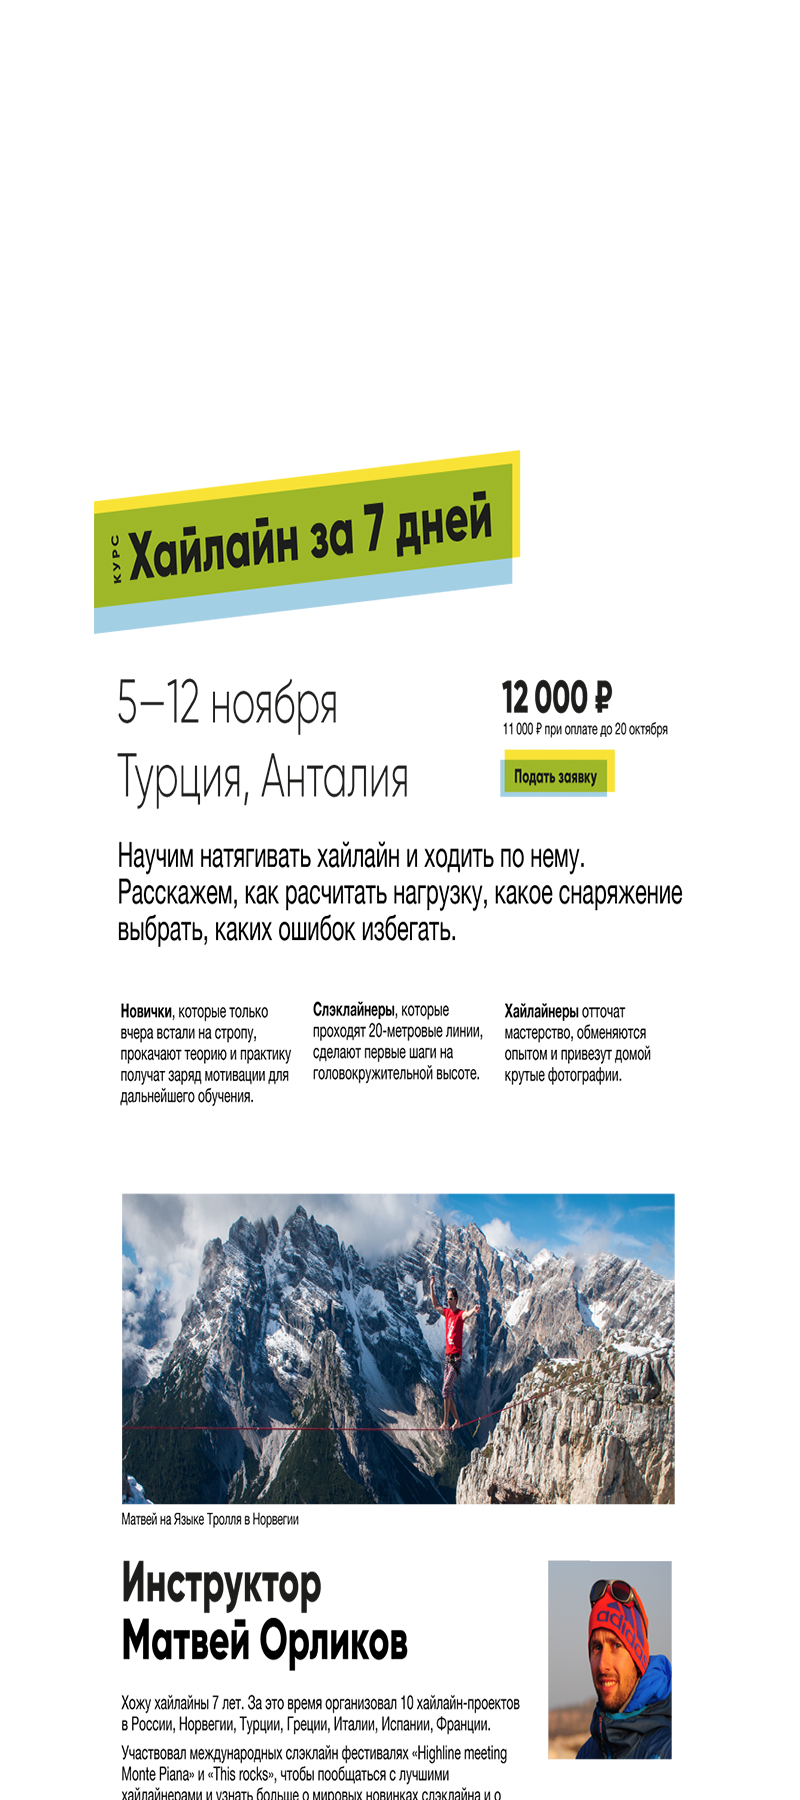 КУРС
Хайлайн за 7 дней
5—12 ноября
Турция, Анталия
12 000 ₽
11 000 ₽ при оплате до 20 октября
Подать заявку
Научим натягивать хайлайн и ходить по нему.
Расскажем, как расчитать нагрузку, какое снаряжение
выбрать, каких ошибок избегать.
Новички, которые только
вчера встали на стропу,
прокачают теорию и практику
получат заряд мотивации для
дальнейшего обучения.
Слэклайнеры, которые
проходят 20-метровые линии,
сделают первые шаги на
головокружительной высоте.
Хайлайнеры отточат
мастерство, обменяются
опытом и привезут домой
крутые фотографии.
Матвей на Языке Тролля в Норвегии
Инструктор
Матвей Орликов
adidas
Хожу хайлайны 7 лет. За это время организовал 10 хайлайн-проектов
в России, Норвегии, Турции, Греции, Италии, Испании, Франции.
Участвовал международных слэклайн фестивалях «Highline meeting
Monte Piana» и «This rocks», чтобы пообщаться с лучшими
хайлайнерами и узнать больше о мировых новинках слэклайна и о